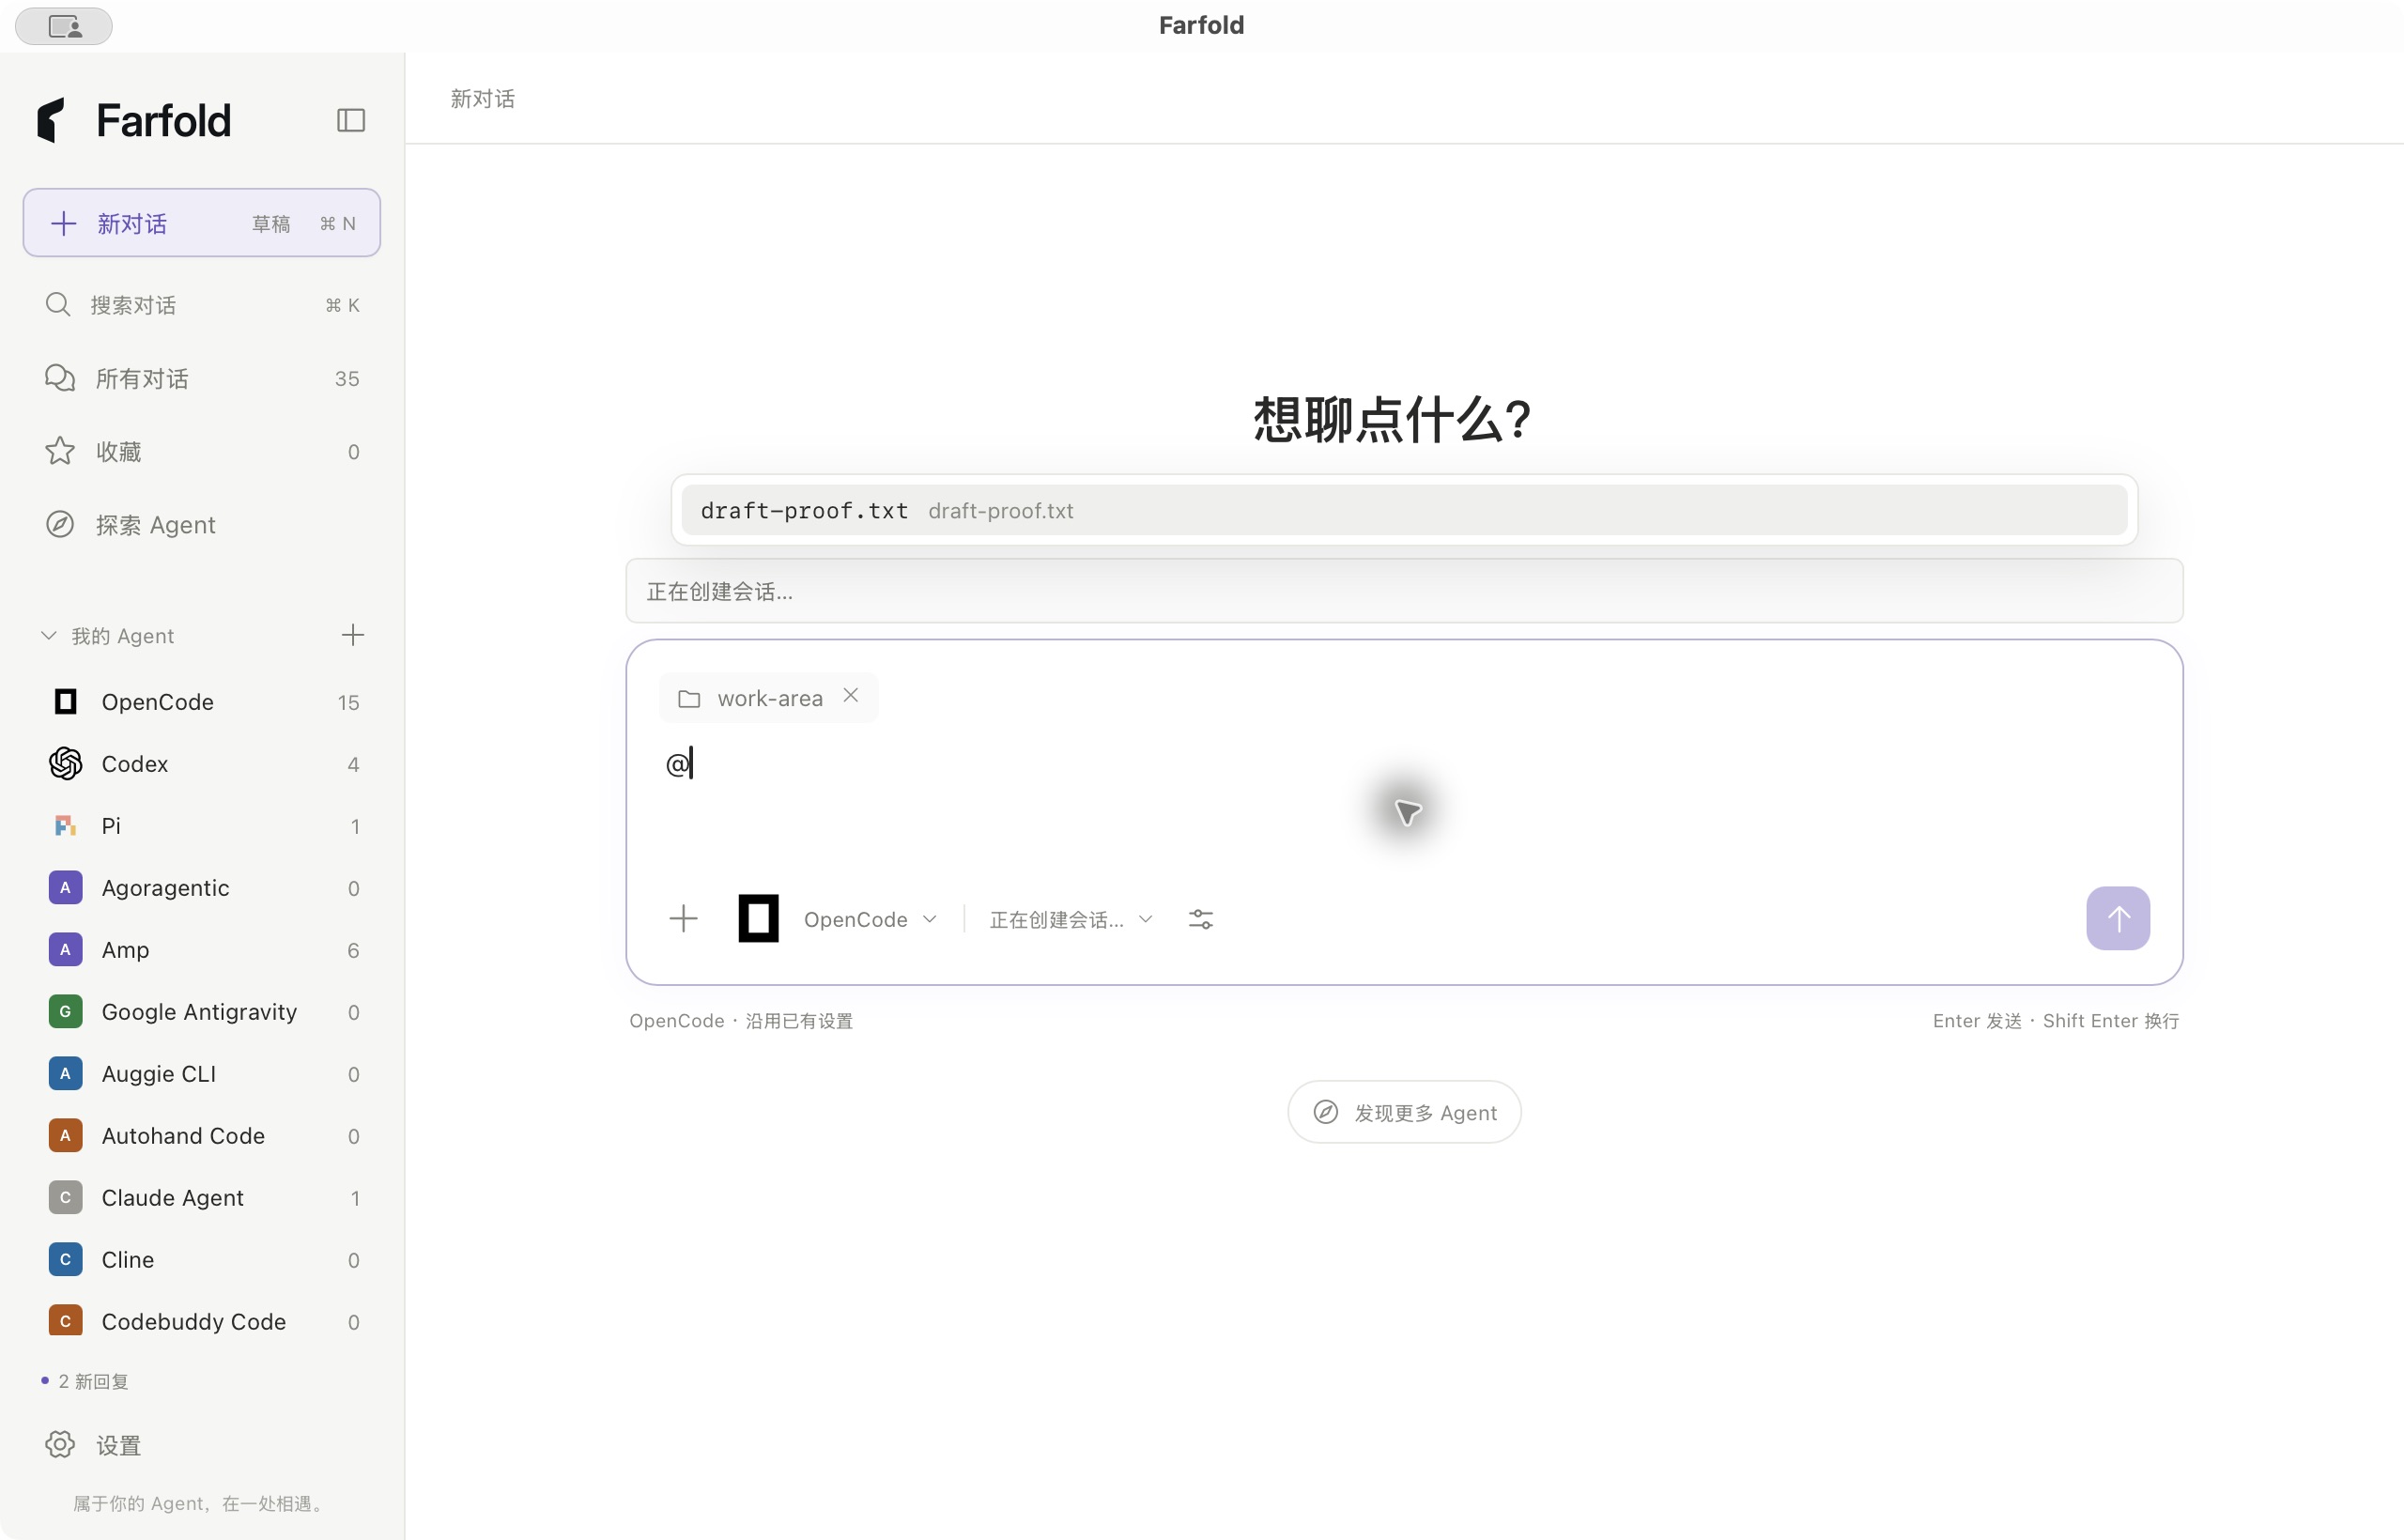 Farfold
Farfold
新对话 草稿 ⌘ N
搜索对话 ⌘ K
所有对话 35
收藏 0
探索 Agent
我的 Agent
OpenCode 15
Codex 4
Pi 1
A Agoragentic 0
A Amp 6
G Google Antigravity 0
A Auggie CLI 0
A Autohand Code 0
C Claude Agent 1
C Cline 0
C Codebuddy Code 0
2 新回复
设置
属于你的 Agent，在一处相遇。
新对话
想聊点什么？
draft-proof.txt draft-proof.txt
正在创建会话...
work-area
@
OpenCode 正在创建会话...
OpenCode · 沿用已有设置 Enter 发送 · Shift Enter 换行
发现更多 Agent